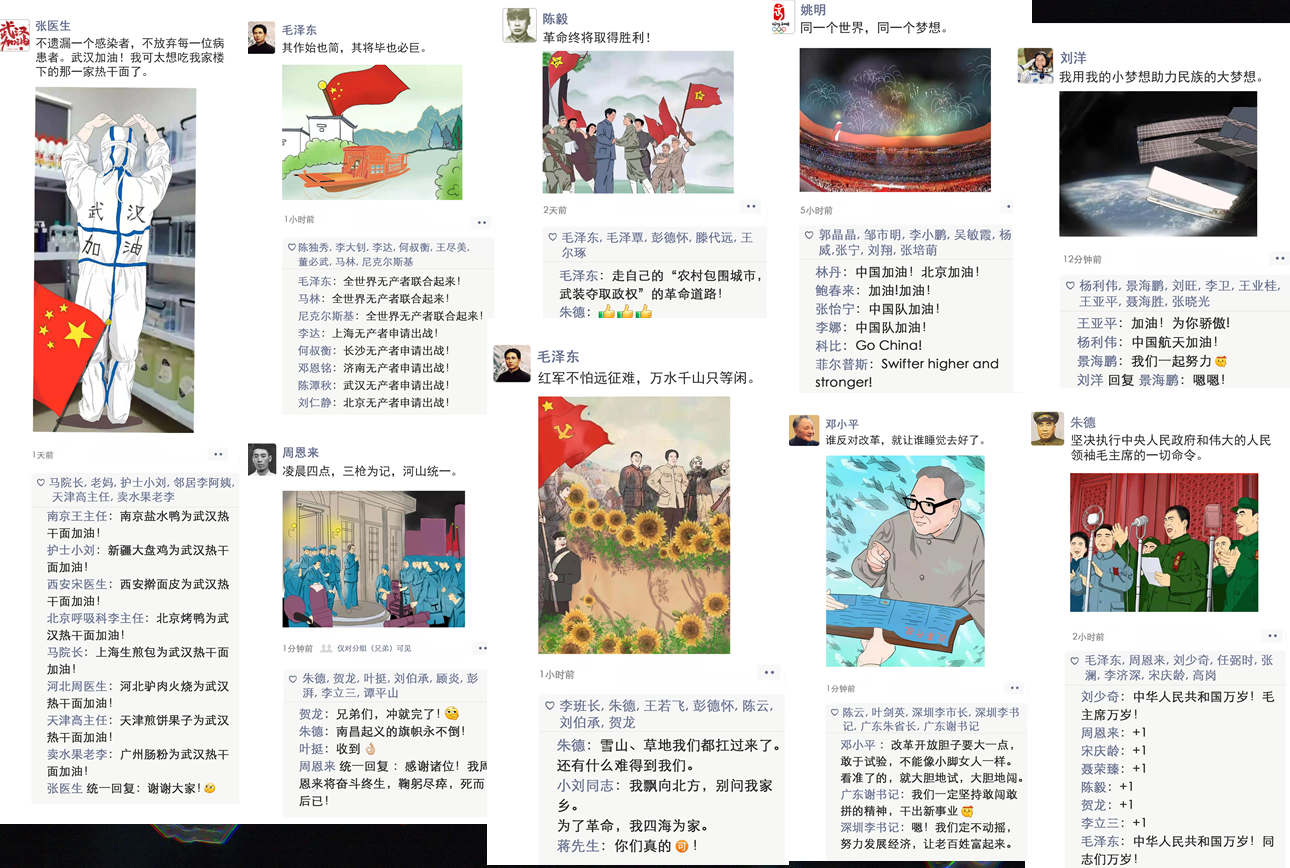 张医生
不遗漏一个感染者，不放弃每一位病
患者。武汉加油！我可太想吃我家楼
下的那一家热干面了。
武汉
加油
1天前
马院长, 老妈, 护士小刘, 邻居李阿姨,
天津高主任, 卖水果老李
南京王主任：南京盐水鸭为武汉热
干面加油！
护士小刘：新疆大盘鸡为武汉热干
面加油！
西安宋医生：西安擀面皮为武汉热
干面加油！
北京呼吸科李主任：北京烤鸭为武
汉热干面加油！
马院长：上海生煎包为武汉热干面
加油！
河北周医生：河北驴肉火烧为武汉
热干面加油！
天津高主任：天津煎饼果子为武汉
热干面加油！
卖水果老李：广州肠粉为武汉热干
面加油！
张医生 统一回复：谢谢大家！
毛泽东
其作始也简，其将毕也必巨。
1小时前
陈独秀, 李大钊, 李达, 何叔衡, 王尽美,
董必武, 马林, 尼克尔斯基
毛泽东：全世界无产者联合起来！
马林：全世界无产者联合起来！
尼克尔斯基：全世界无产者联合起来！
李达：上海无产者申请出战！
何叔衡：长沙无产者申请出战！
邓恩铭：济南无产者申请出战！
陈潭秋：武汉无产者申请出战！
刘仁静：北京无产者申请出战！
周恩来
凌晨四点，三枪为记，河山统一。
1分钟前 仅对分组（兄弟）可见
朱德, 贺龙, 叶挺, 刘伯承, 顾炎, 彭
湃, 李立三, 谭平山
贺龙：兄弟们，冲就完了！
朱德：南昌起义的旗帜永不倒！
叶挺：收到
周恩来 统一回复：感谢诸位！我周
恩来将奋斗终生，鞠躬尽瘁，死而
后已！
陈毅
革命终将取得胜利！
2天前
毛泽东, 毛泽覃, 彭德怀, 滕代远, 王
尔琢
毛泽东：走自己的“农村包围城市，
武装夺取政权”的革命道路！
朱德：
毛泽东
红军不怕远征难，万水千山只等闲。
1小时前
李班长, 朱德, 王若飞, 彭德怀, 陈云,
刘伯承, 贺龙
朱德：雪山、草地我们都扛过来了。
还有什么难得到我们。
小刘同志：我飘向北方，别问我家
乡。
为了革命，我四海为家。
蒋先生：你们真的 可！
姚明
同一个世界，同一个梦想。
5小时前
郭晶晶, 邹市明, 李小鹏, 吴敏霞, 杨
威, 张宁, 刘翔, 张培萌
林丹：中国加油！北京加油！
鲍春来：加油!加油！
张怡宁：中国队加油！
李娜：中国队加油！
科比：Go China!
菲尔普斯：Swifter higher and
stronger!
邓小平
谁反对改革，就让谁睡觉去好了。
1分钟前
陈云, 叶剑英, 深圳李市长, 深圳李书
记, 广东朱省长, 广东谢书记
邓小平 ：改革开放胆子要大一点，
敢于试验，不能像小脚女人一样。
看准了的，就大胆地试，大胆地闯。
广东谢书记：我们一定坚持敢闯敢
拼的精神，干出新事业
深圳李书记：嗯！我们定不动摇，
努力发展经济，让老百姓富起来。
刘洋
我用我的小梦想助力民族的大梦想。
12分钟前
杨利伟, 景海鹏, 刘旺, 李卫, 王业桂,
王亚平, 聂海胜, 张晓光
王亚平：加油！为你骄傲!
杨利伟：中国航天加油！
景海鹏：我们一起努力
刘洋 回复 景海鹏：嗯嗯！
朱德
坚决执行中央人民政府和伟大的人民
领袖毛主席的一切命令。
2小时前
毛泽东, 周恩来, 刘少奇, 任弼时, 张
澜, 李济深, 宋庆龄, 高岗
刘少奇：中华人民共和国万岁！毛
主席万岁！
周恩来：+1
宋庆龄：+1
聂荣臻：+1
陈毅：+1
贺龙：+1
李立三：+1
毛泽东：中华人民共和国万岁！同
志们万岁！